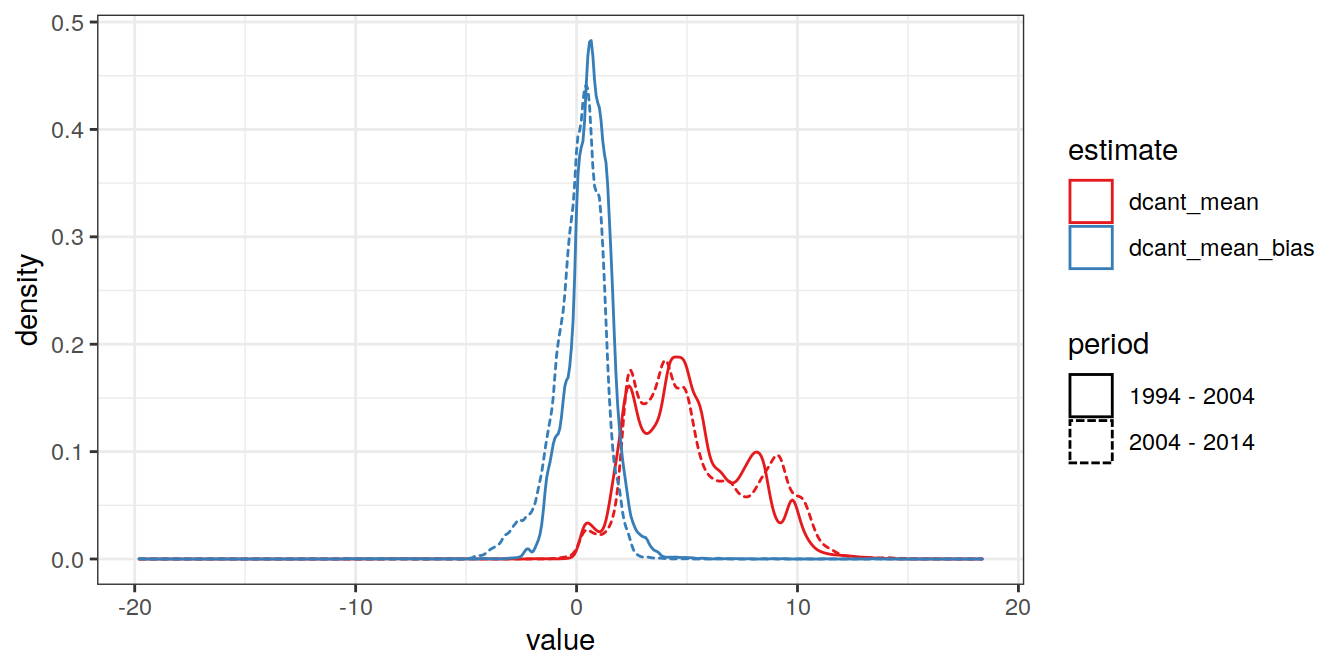 0.5
0.4
0.3
0.2
0.1
0.0
density
-20 -10 0 10 20
value
estimate
dcant_mean
dcant_mean_bias
period
1994 - 2004
2004 - 2014